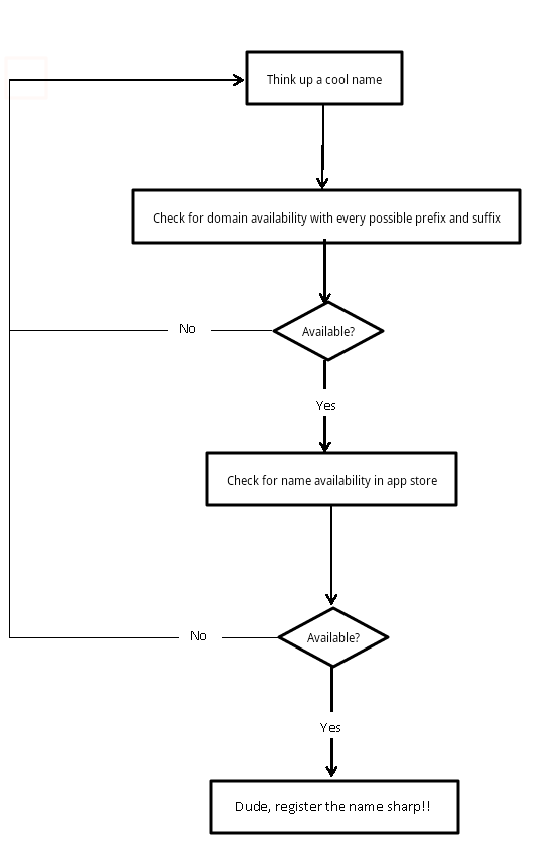 Think up a cool name
Check for domain availability with every possible prefix and suffix
Available?
No
Yes
Check for name availability in app store
Available?
No
Yes
Dude, register the name sharp!!